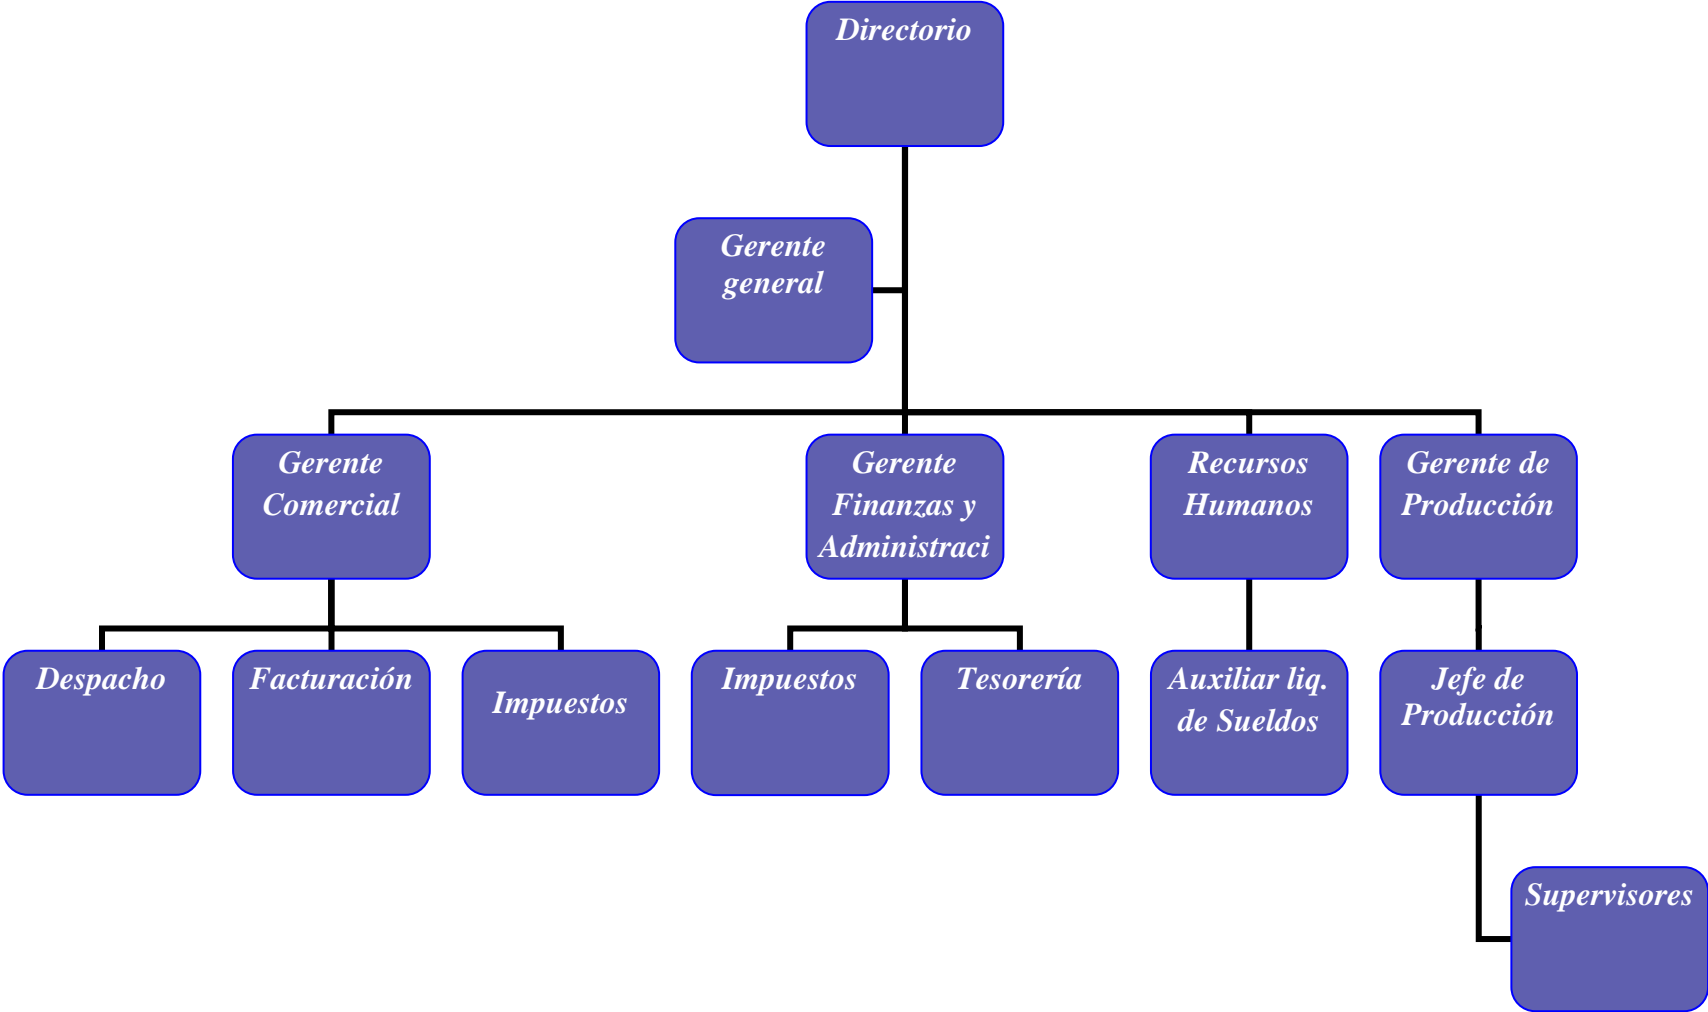 Directorio
Gerente
general
Gerente
Comercial
Gerente
Finanzas y
Administraci
Recursos
Humanos
Gerente de
Producción
Despacho
Facturación
Impuestos
Impuestos
Tesorería
Auxiliar liq.
de Sueldos
Jefe de
Producción
Supervisores